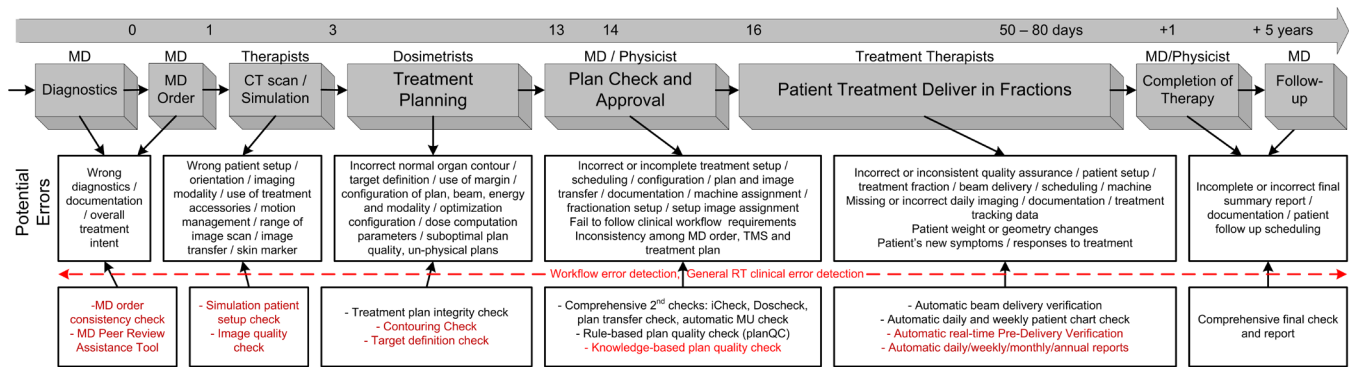 0 1 3 13 14 16 50 – 80 days +1 + 5 years
MD MD Therapists Dosimetrists MD / Physicist Treatment Therapists MD/Physicist MD
Diagnostics
MD
Order
CT scan /
Simulation
Treatment
Planning
Plan Check and
Approval
Patient Treatment Deliver in Fractions
Completion of
Therapy
Follow-
up
Potential
Errors
Wrong
diagnostics /
documentation
/ overall
treatment
intent
Wrong patient setup /
orientation / imaging
modality / use of treatment
accessories / motion
management / range of
image scan / image
transfer / skin marker
Incorrect normal organ contour /
target definition / use of margin /
configuration of plan, beam, energy
and modality / optimization
configuration / dose computation
parameters / suboptimal plan
quality, un-physical plans
Incorrect or incomplete treatment setup /
scheduling / configuration / plan and image
transfer / documentation / machine assignment /
fractionation setup / setup image assignment
Fail to follow clinical workflow requirements
Inconsistency among MD order, TMS and
treatment plan
Incorrect or inconsistent quality assurance / patient setup /
treatment fraction / beam delivery / scheduling / machine
Missing or incorrect daily imaging / documentation / treatment
tracking data
Patient weight or geometry changes
Patient's new symptoms / responses to treatment
Incomplete or incorrect final
summary report /
documentation / patient
follow up scheduling
Workflow error detection, General RT clinical error detection
-MD order
consistency check
- MD Peer Review
Assistance Tool
- Simulation patient
setup check
- Image quality
check
- Treatment plan integrity check
- Contouring Check
- Target definition check
- Comprehensive 2nd checks: iCheck, Doscheck,
plan transfer check, automatic MU check
- Rule-based plan quality check (planQC)
- Knowledge-based plan quality check
- Automatic beam delivery verification
- Automatic daily and weekly patient chart check
- Automatic real-time Pre-Delivery Verification
- Automatic daily/weekly/monthly/annual reports
Comprehensive final check
and report